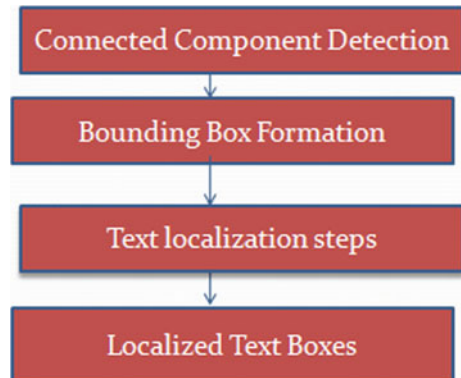 Connected Component Detection
Bounding Box Formation
Text localization steps
Localized Text Boxes